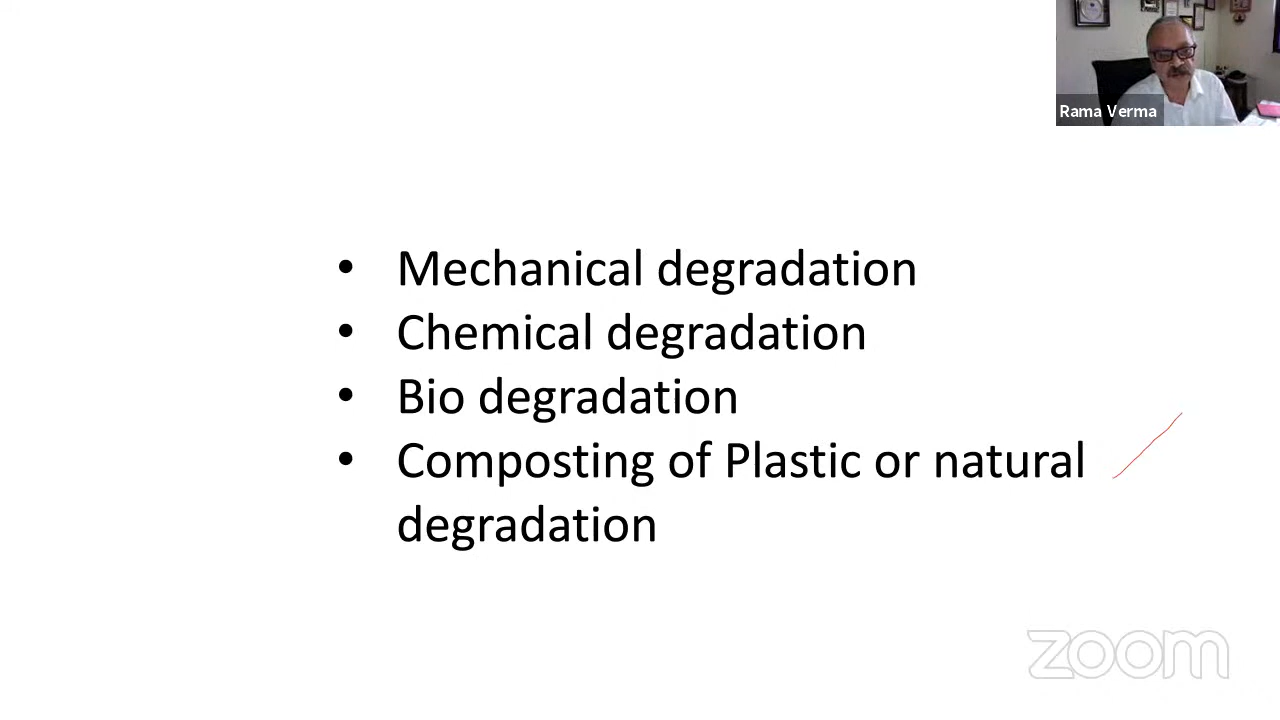 Rama Verma
• Mechanical degradation
• Chemical degradation
• Bio degradation
• Composting of Plastic or natural
degradation
zoom